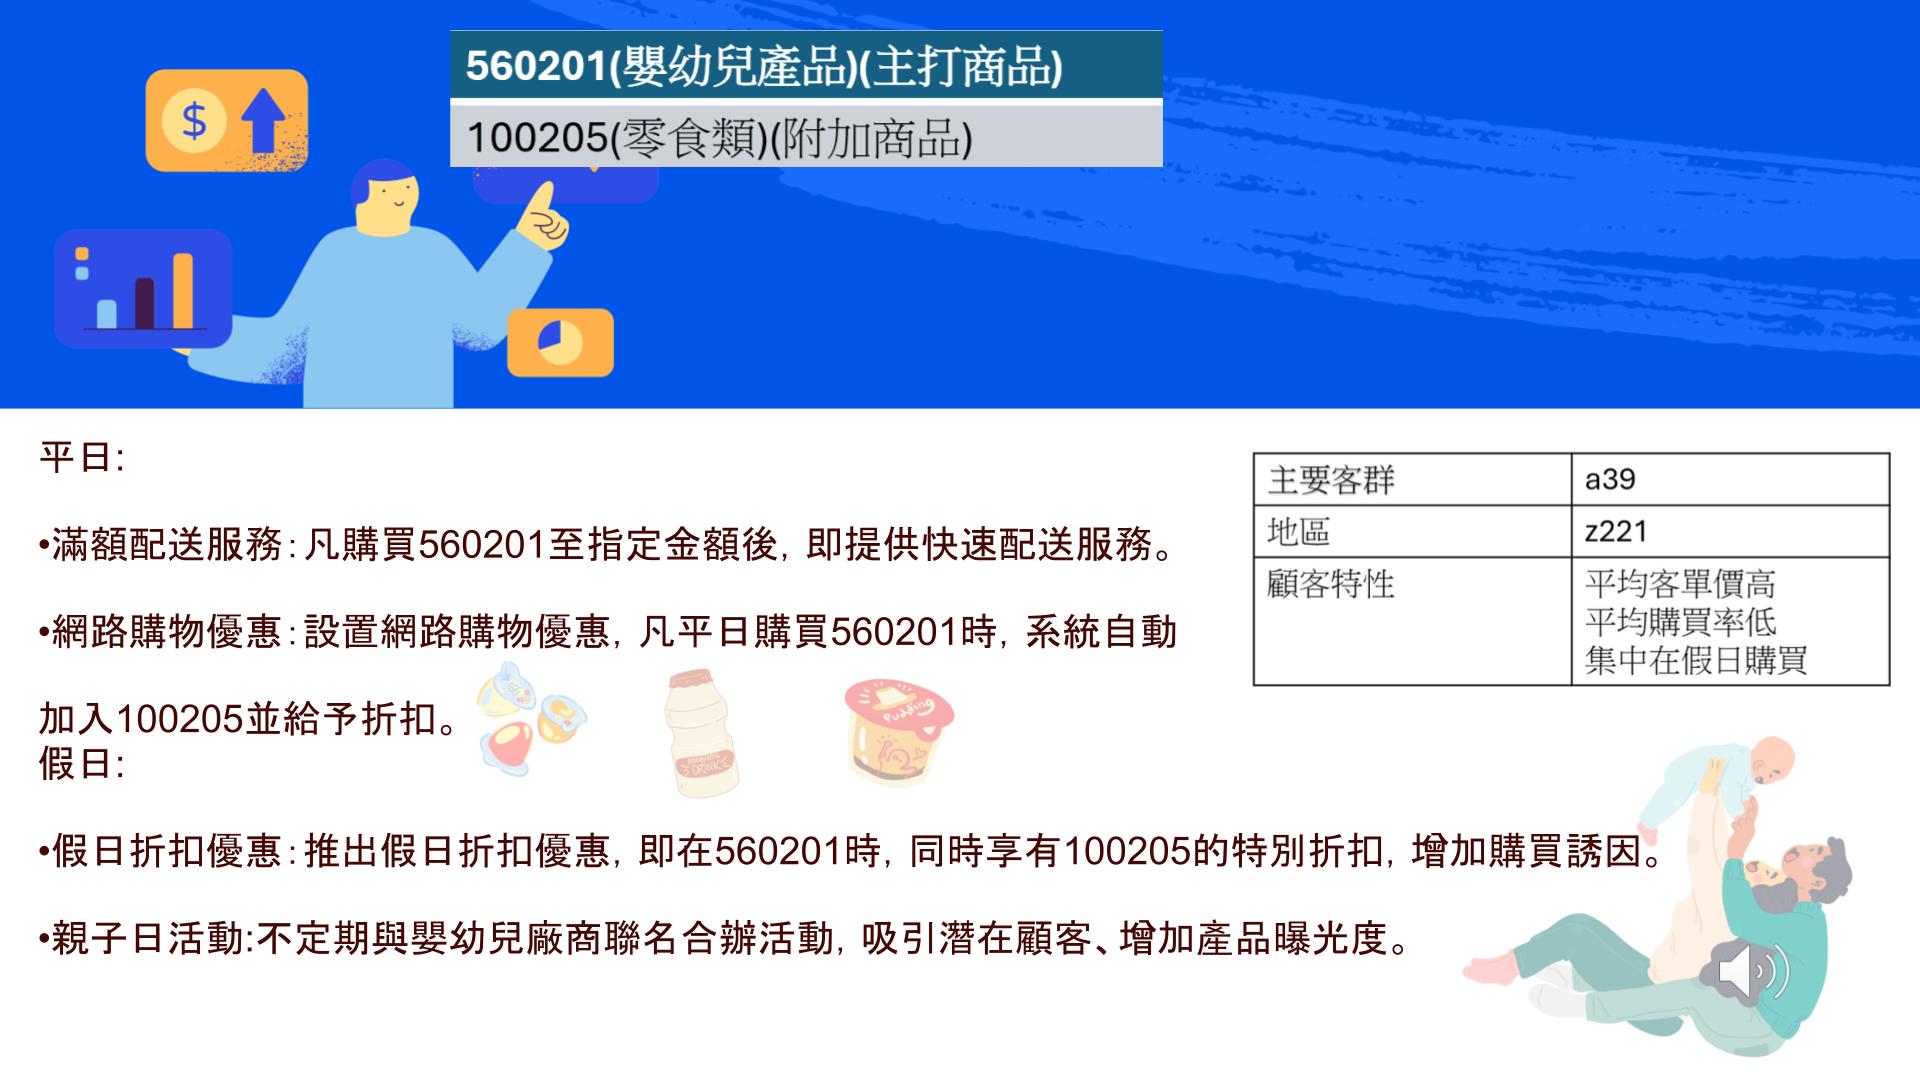 560201(嬰幼兒產品)(主打商品)
100205(零食類)(附加商品)
$
平日:
•滿額配送服務:凡購買560201至指定金額後，即提供快速配送服務。
•網路購物優惠:設置網路購物優惠，凡平日購買560201時，系統自動
加入100205並給予折扣。
假日:
•假日折扣優惠:推出假日折扣優惠，即在560201時，同時享有100205的特別折扣，增加購買誘因。
•親子日活動:不定期與嬰幼兒廠商聯名合辦活動，吸引潛在顧客、增加產品曝光度。
主要客群 a39
地區 z221
顧客特性 平均客單價高
平均購買率低
集中在假日購買
DRINK
Pudding